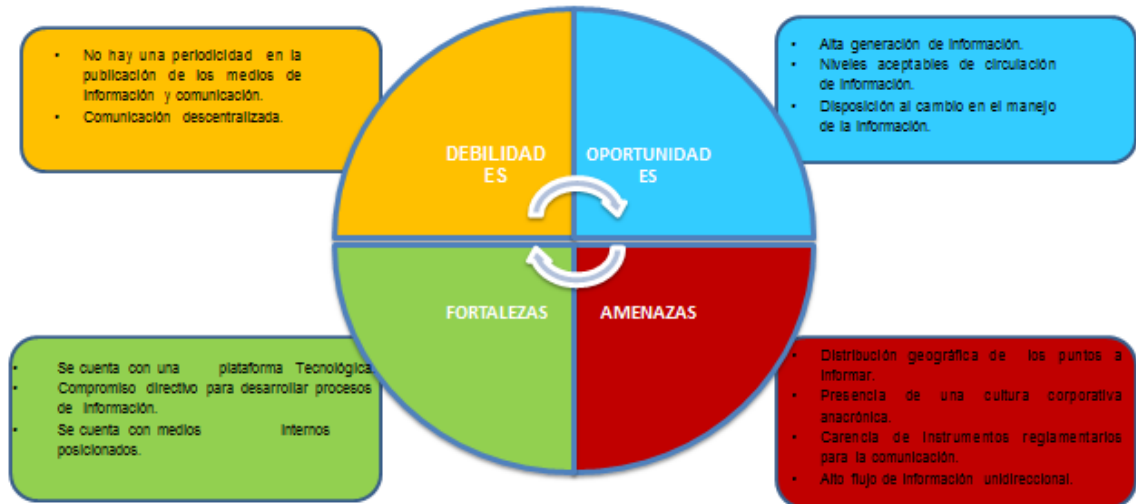 No hay una periodicidad en la
publicación de los medios de
información y comunicación.
Comunicación descentralizada.
Alta generación de información.
Niveles aceptables de circulación
de información.
Disposición al cambio en el manejo
de la información.
DEBILIDAD
ES
OPORTUNIDAD
ES
FORTALEZAS
AMENAZAS
Se cuenta con una plataforma Tecnológica.
Compromiso directivo para desarrollar procesos
de información.
Se cuenta con medios internos
posicionados.
Distribución geográfica de los puntos a
informar.
Presencia de una cultura corporativa
anacrónica.
Carencia de instrumentos reglamentarios
para la comunicación.
Alto flujo de información unidireccional.